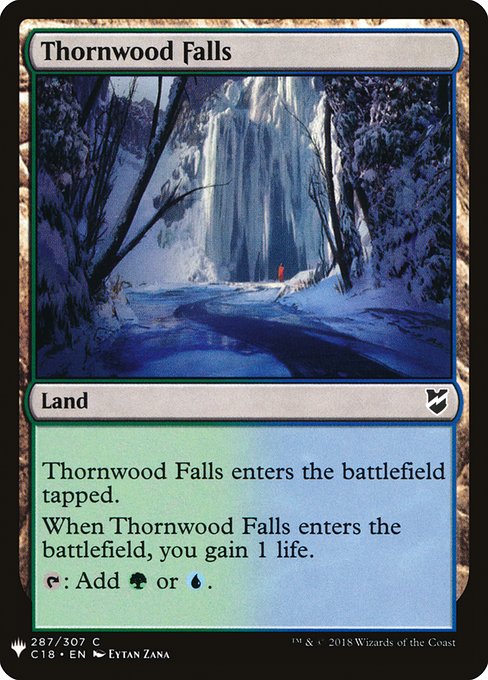 Thornwood Falls
Land
Thornwood Falls enters the battlefield
tapped.
When Thornwood Falls enters the
battlefield, you gain 1 life.
: Add or .
287/307 C
C18 • EN Eytan Zana
™ & © 2018 Wizards of the Coast